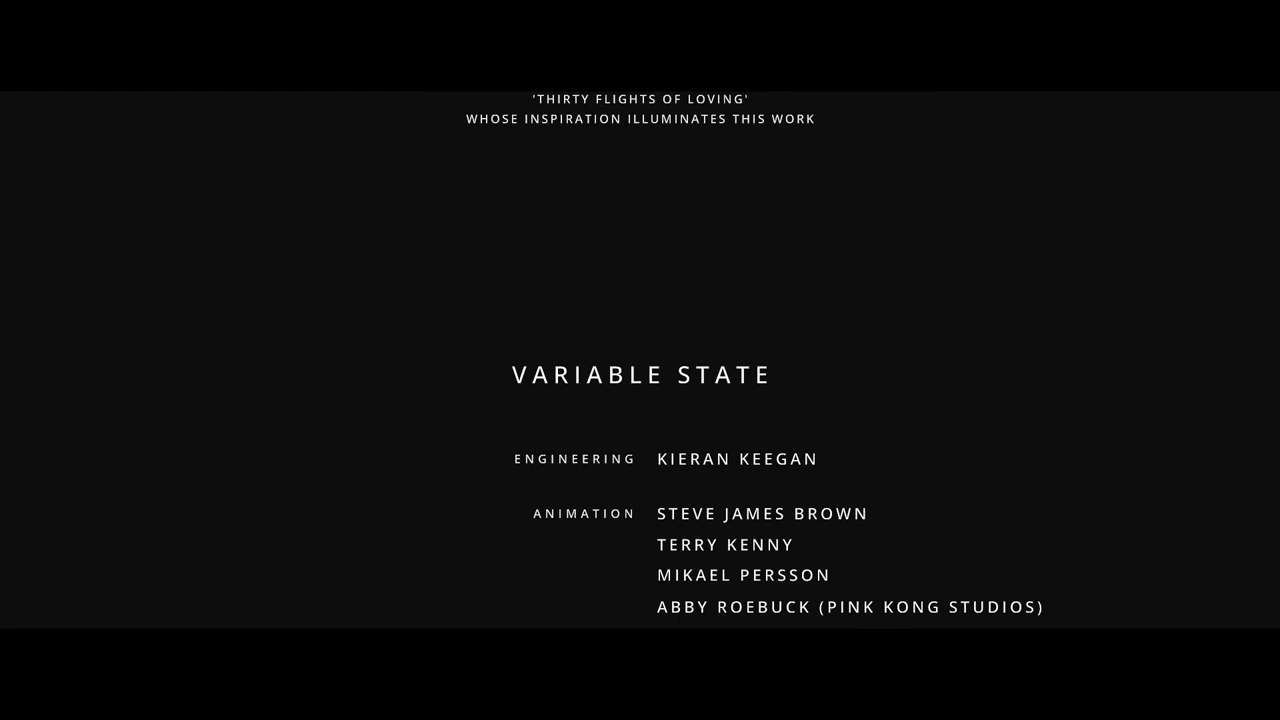 'THIRTY FLIGHTS OF LOVING'
WHOSE INSPIRATION ILLUMINATES THIS WORK
VARIABLE STATE
ENGINEERING KIERAN KEEGAN
ANIMATION STEVE JAMES BROWN
TERRY KENNY
MIKAEL PERSSON
ABBY ROEBUCK (PINK KONG STUDIOS)